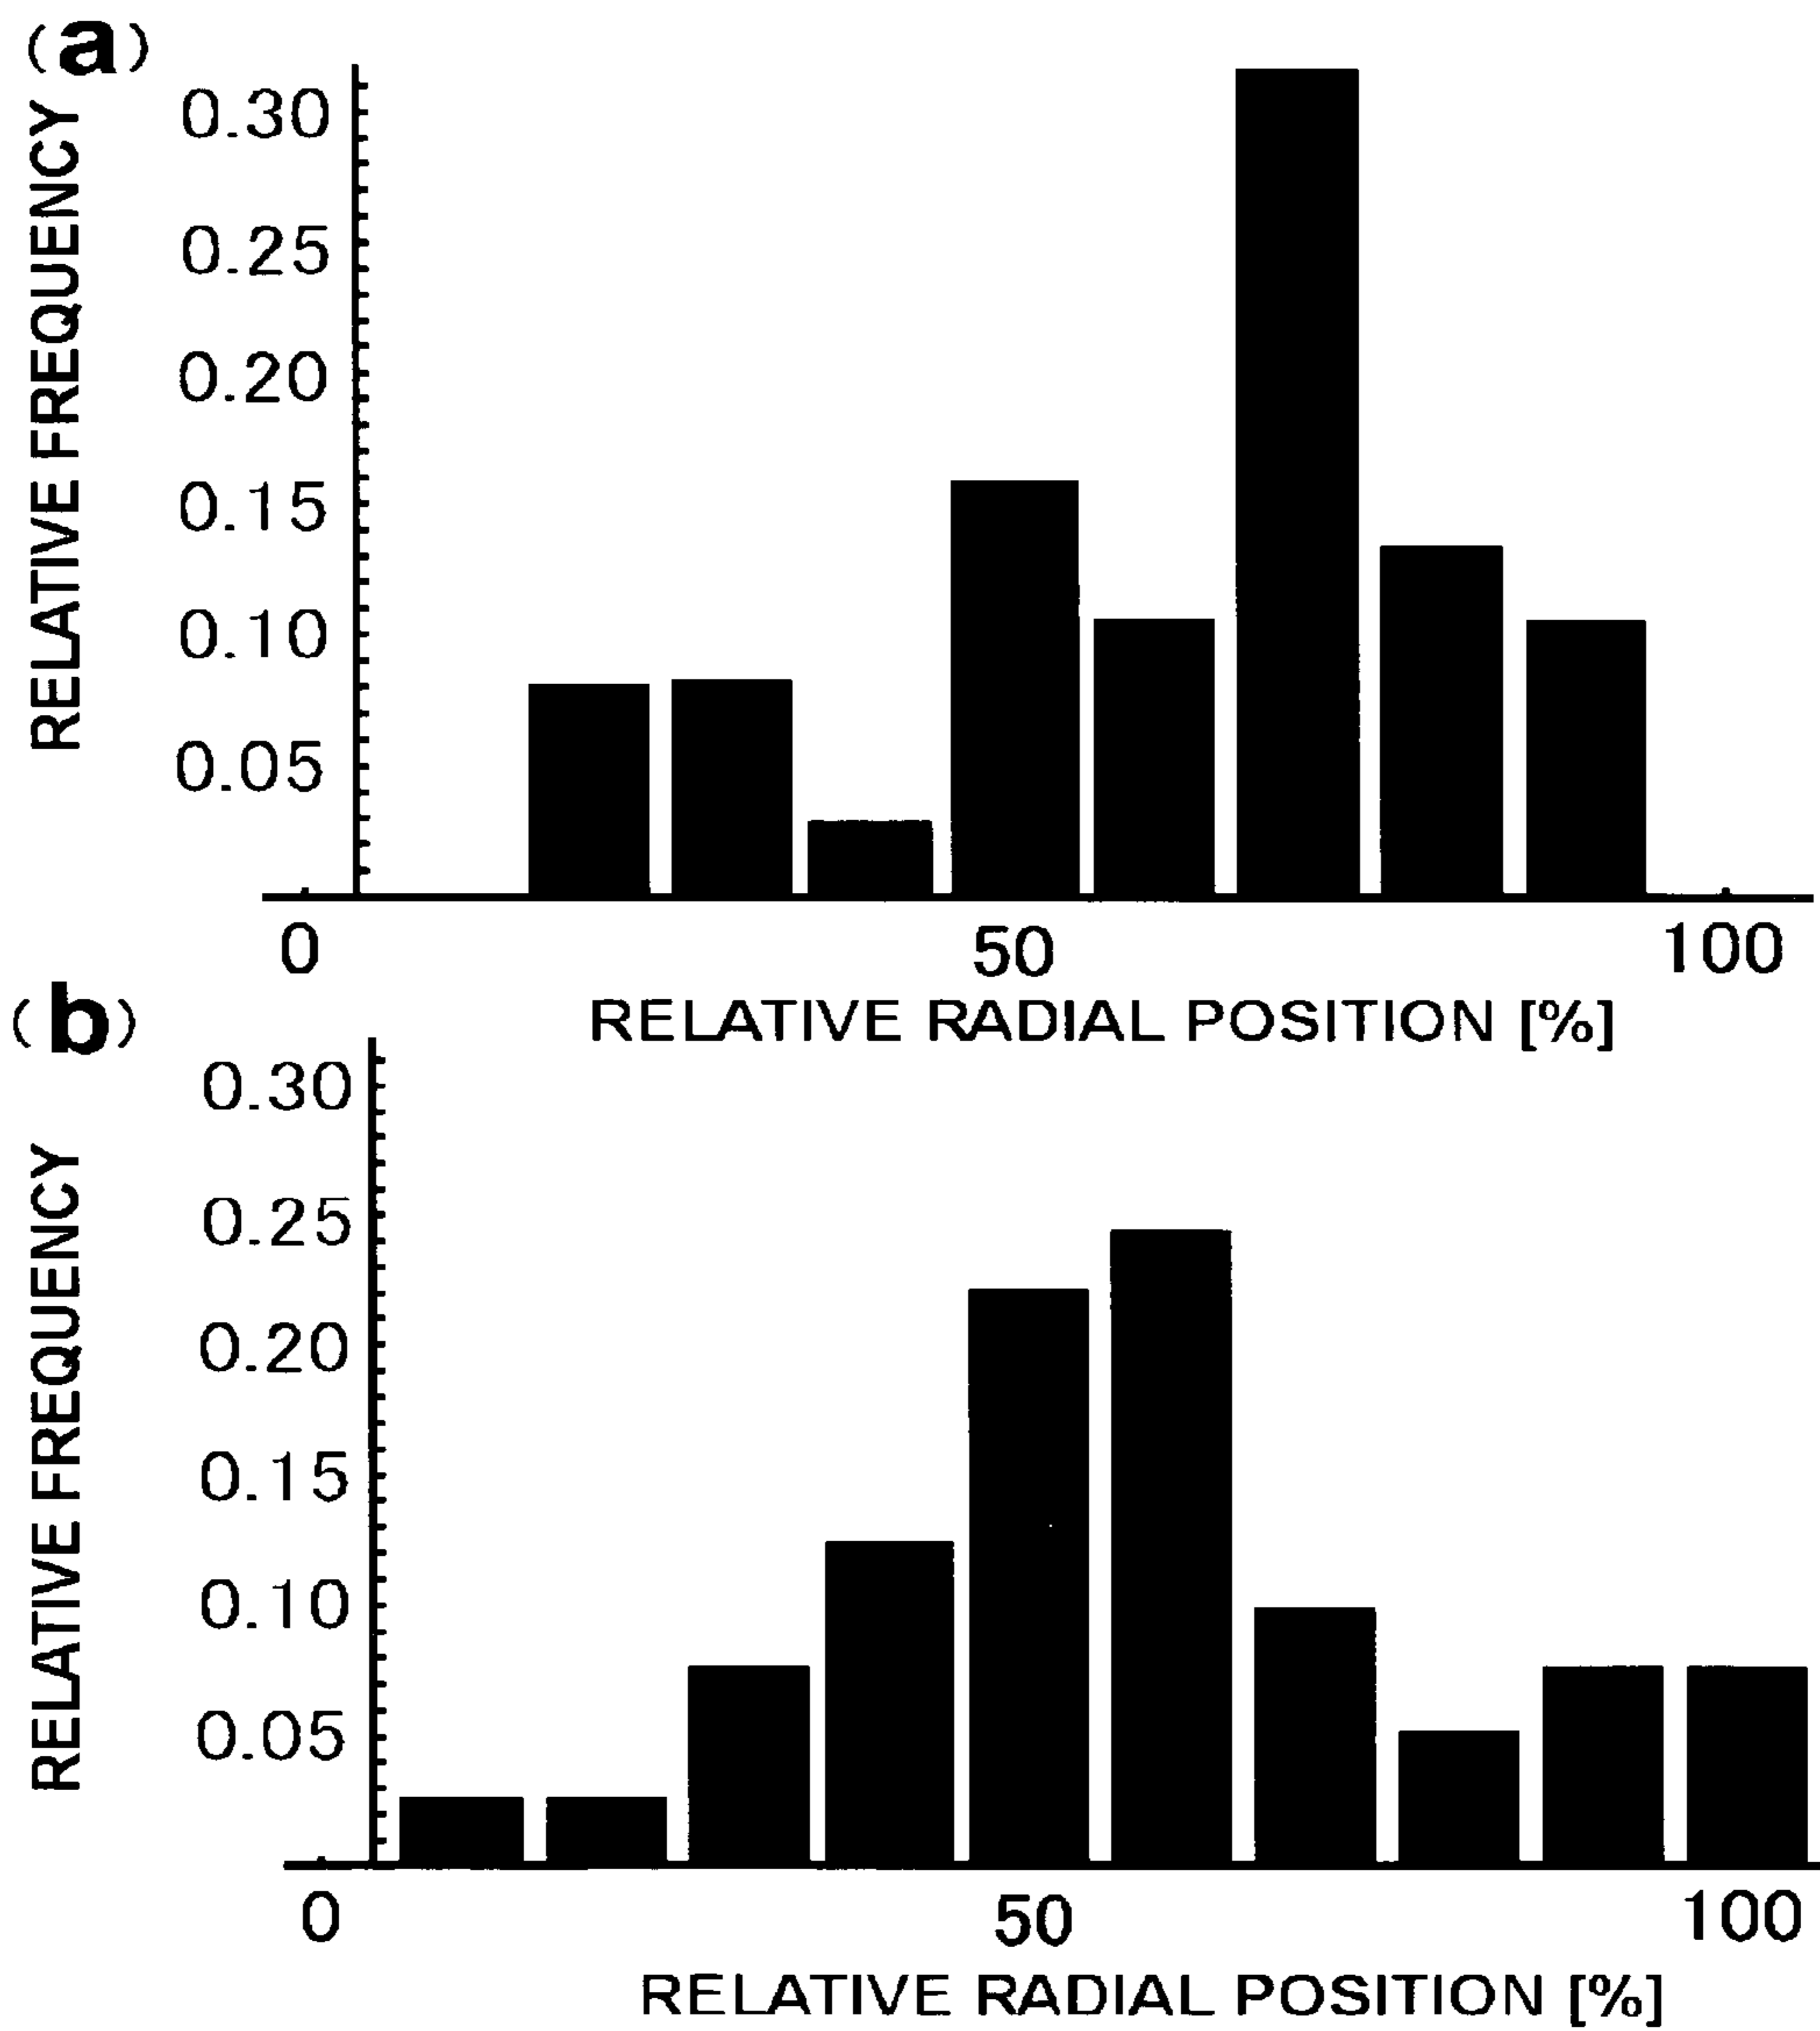 (a)
RELATIVE FREQUENCY
0.30
0.25
0.20
0.15
0.10
0.05
0 50 100
RELATIVE RADIAL POSITION [%]
(b)
RELATIVE FREQUENCY
0.30
0.25
0.20
0.15
0.10
0.05
0 50 100
RELATIVE RADIAL POSITION [%]